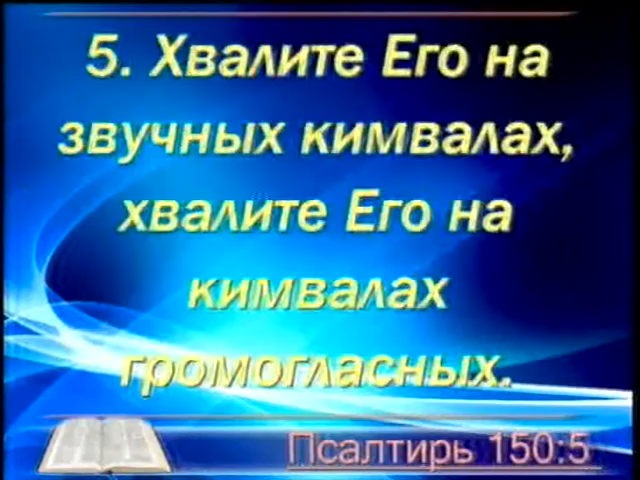 5. Хвалите Его на
звучных кимвалах,
хвалите Его на
кимвалах
громогласных.
Псалтирь 150:5